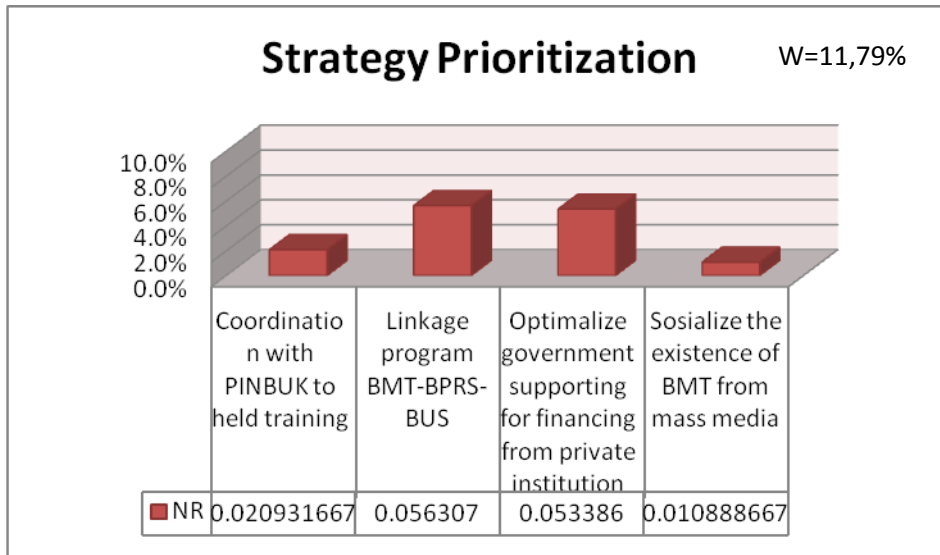 Strategy Prioritization
W=11,79%
10.0%
8.0%
6.0%
4.0%
2.0%
0.0%
Coordinatio
n with
PINBUK to
held training
Linkage
program
BMT-BPRS-
BUS
Optimalize
government
supporting
for financing
from private
institution
Sosialize the
existence of
BMT from
mass media
NR 0.020931667 0.056307 0.053386 0.010888667